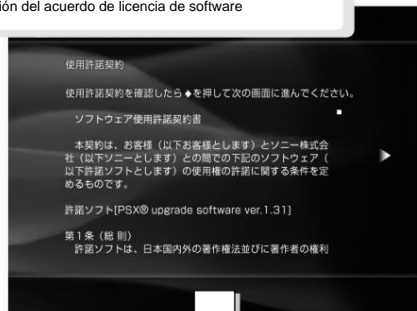 ión del acuerdo de licencia de software
使用許諾契約
使用許諾契約を確認したら◆を押して次の画面に進んでください。
ソフトウェア使用許諾契約書
本契約は、お客様（以下お客様とします）とソニー株式会
社（以下ソニーとします）との間での下記のソフトウェア（
以下許諾ソフトとします）の使用権の許諾に関する条件を定
めるものです。
許諾ソフト[PSX® upgrade software ver.1.31]
第１条（総 則）
許諾ソフトは、日本国内外の著作権法並びに著作者の権利